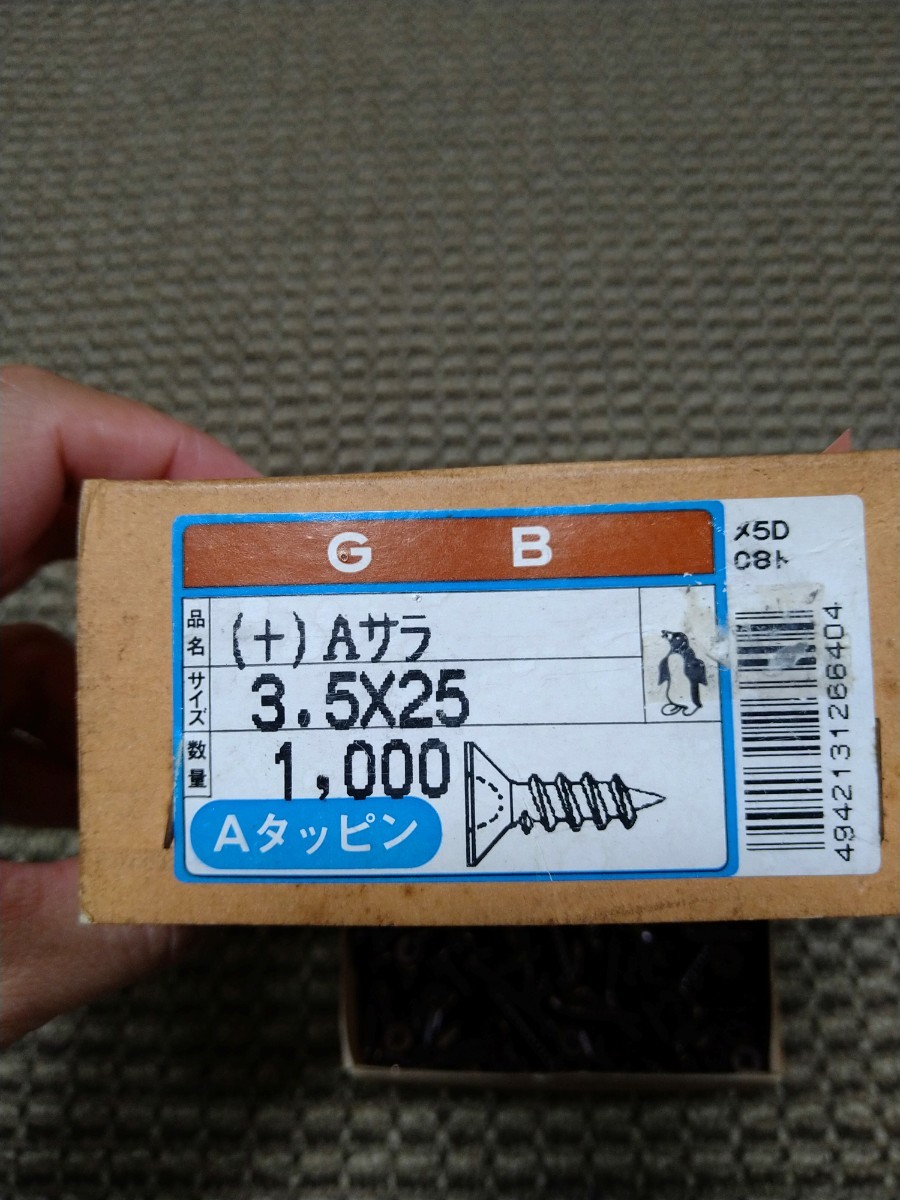 G B
品名 (+)Aサラ
サイズ 3.5X25
数量 1,000
Aタッピン
メ5D
C8ト
4942131266404